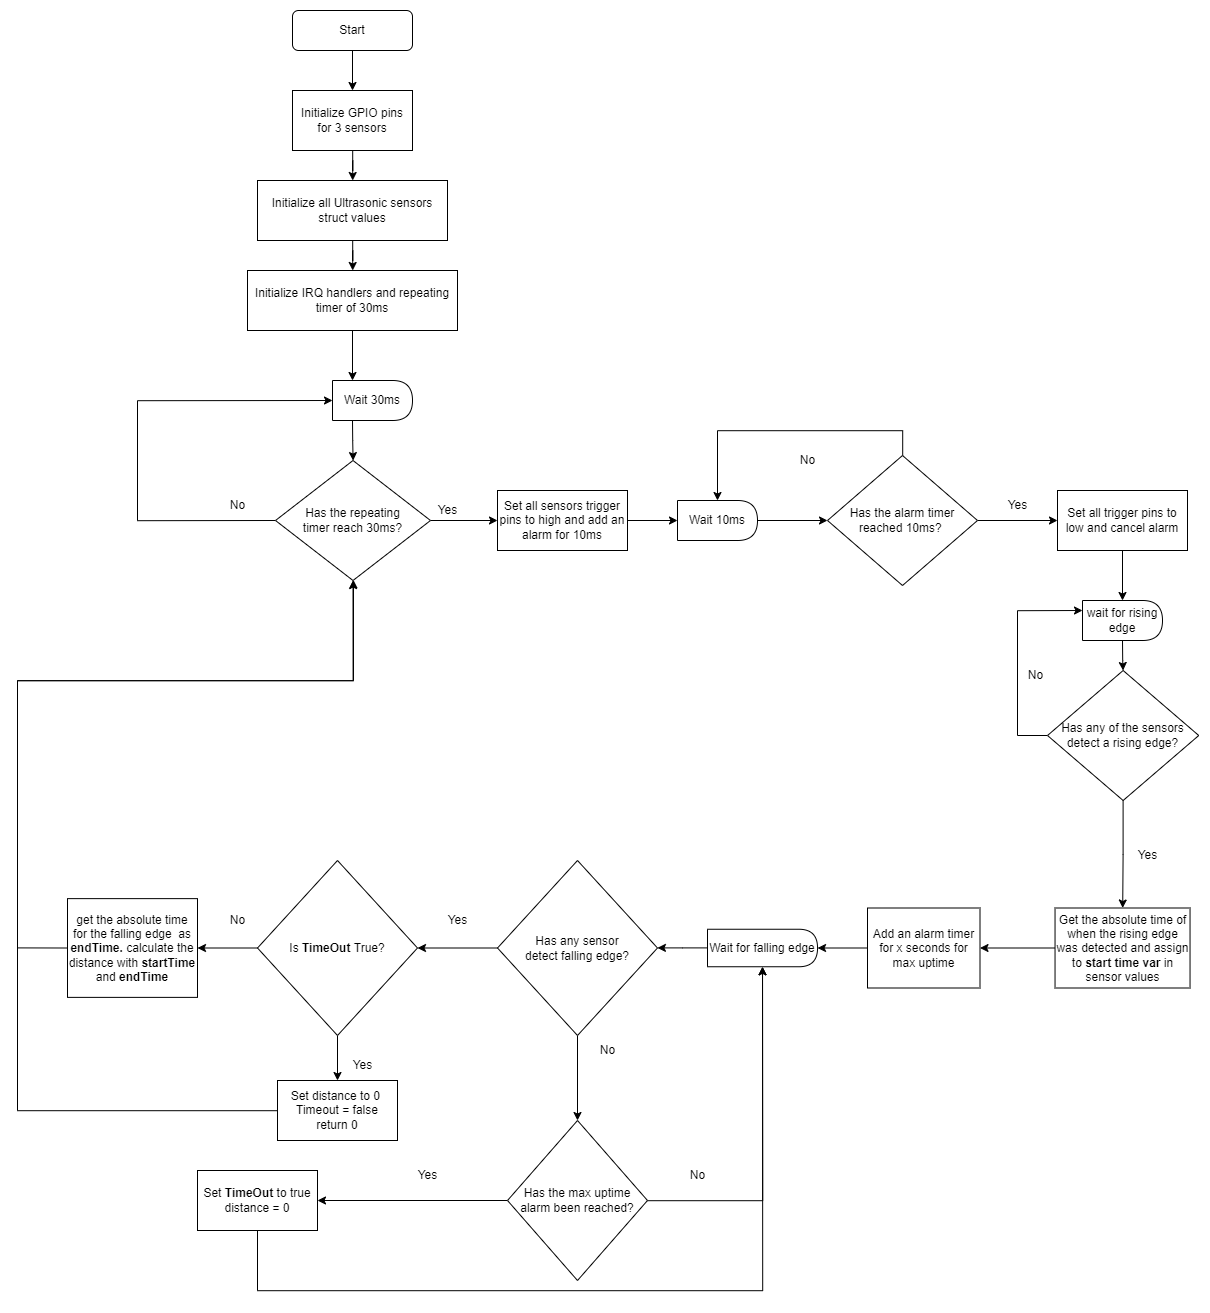 Start
Initialize GPIO pins
for 3 sensors
Initialize all Ultrasonic sensors
struct values
Initialize IRQ handlers and repeating
timer of 30ms
Wait 30ms
Has the repeating
timer reach 30ms?
No
Yes
Set all sensors trigger
pins to high and add an
alarm for 10ms
Wait 10ms
No
Has the alarm timer
reached 10ms?
Yes
Set all trigger pins to
low and cancel alarm
wait for rising
edge
No
Has any of the sensors
detect a rising edge?
Yes
Get the absolute time of
when the rising edge
was detected and assign
to start time var in
sensor values
Add an alarm timer
for x seconds for
max uptime
Wait for falling edge
Has any sensor
detect falling edge?
Yes
Is TimeOut True?
No
get the absolute time
for the falling edge as
endTime. calculate the
distance with startTime
and endTime
Yes
Set distance to 0
Timeout = false
return 0
No
Has the max uptime
alarm been reached?
No
Yes
Set TimeOut to true
distance = 0